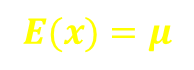 E(x) = μ